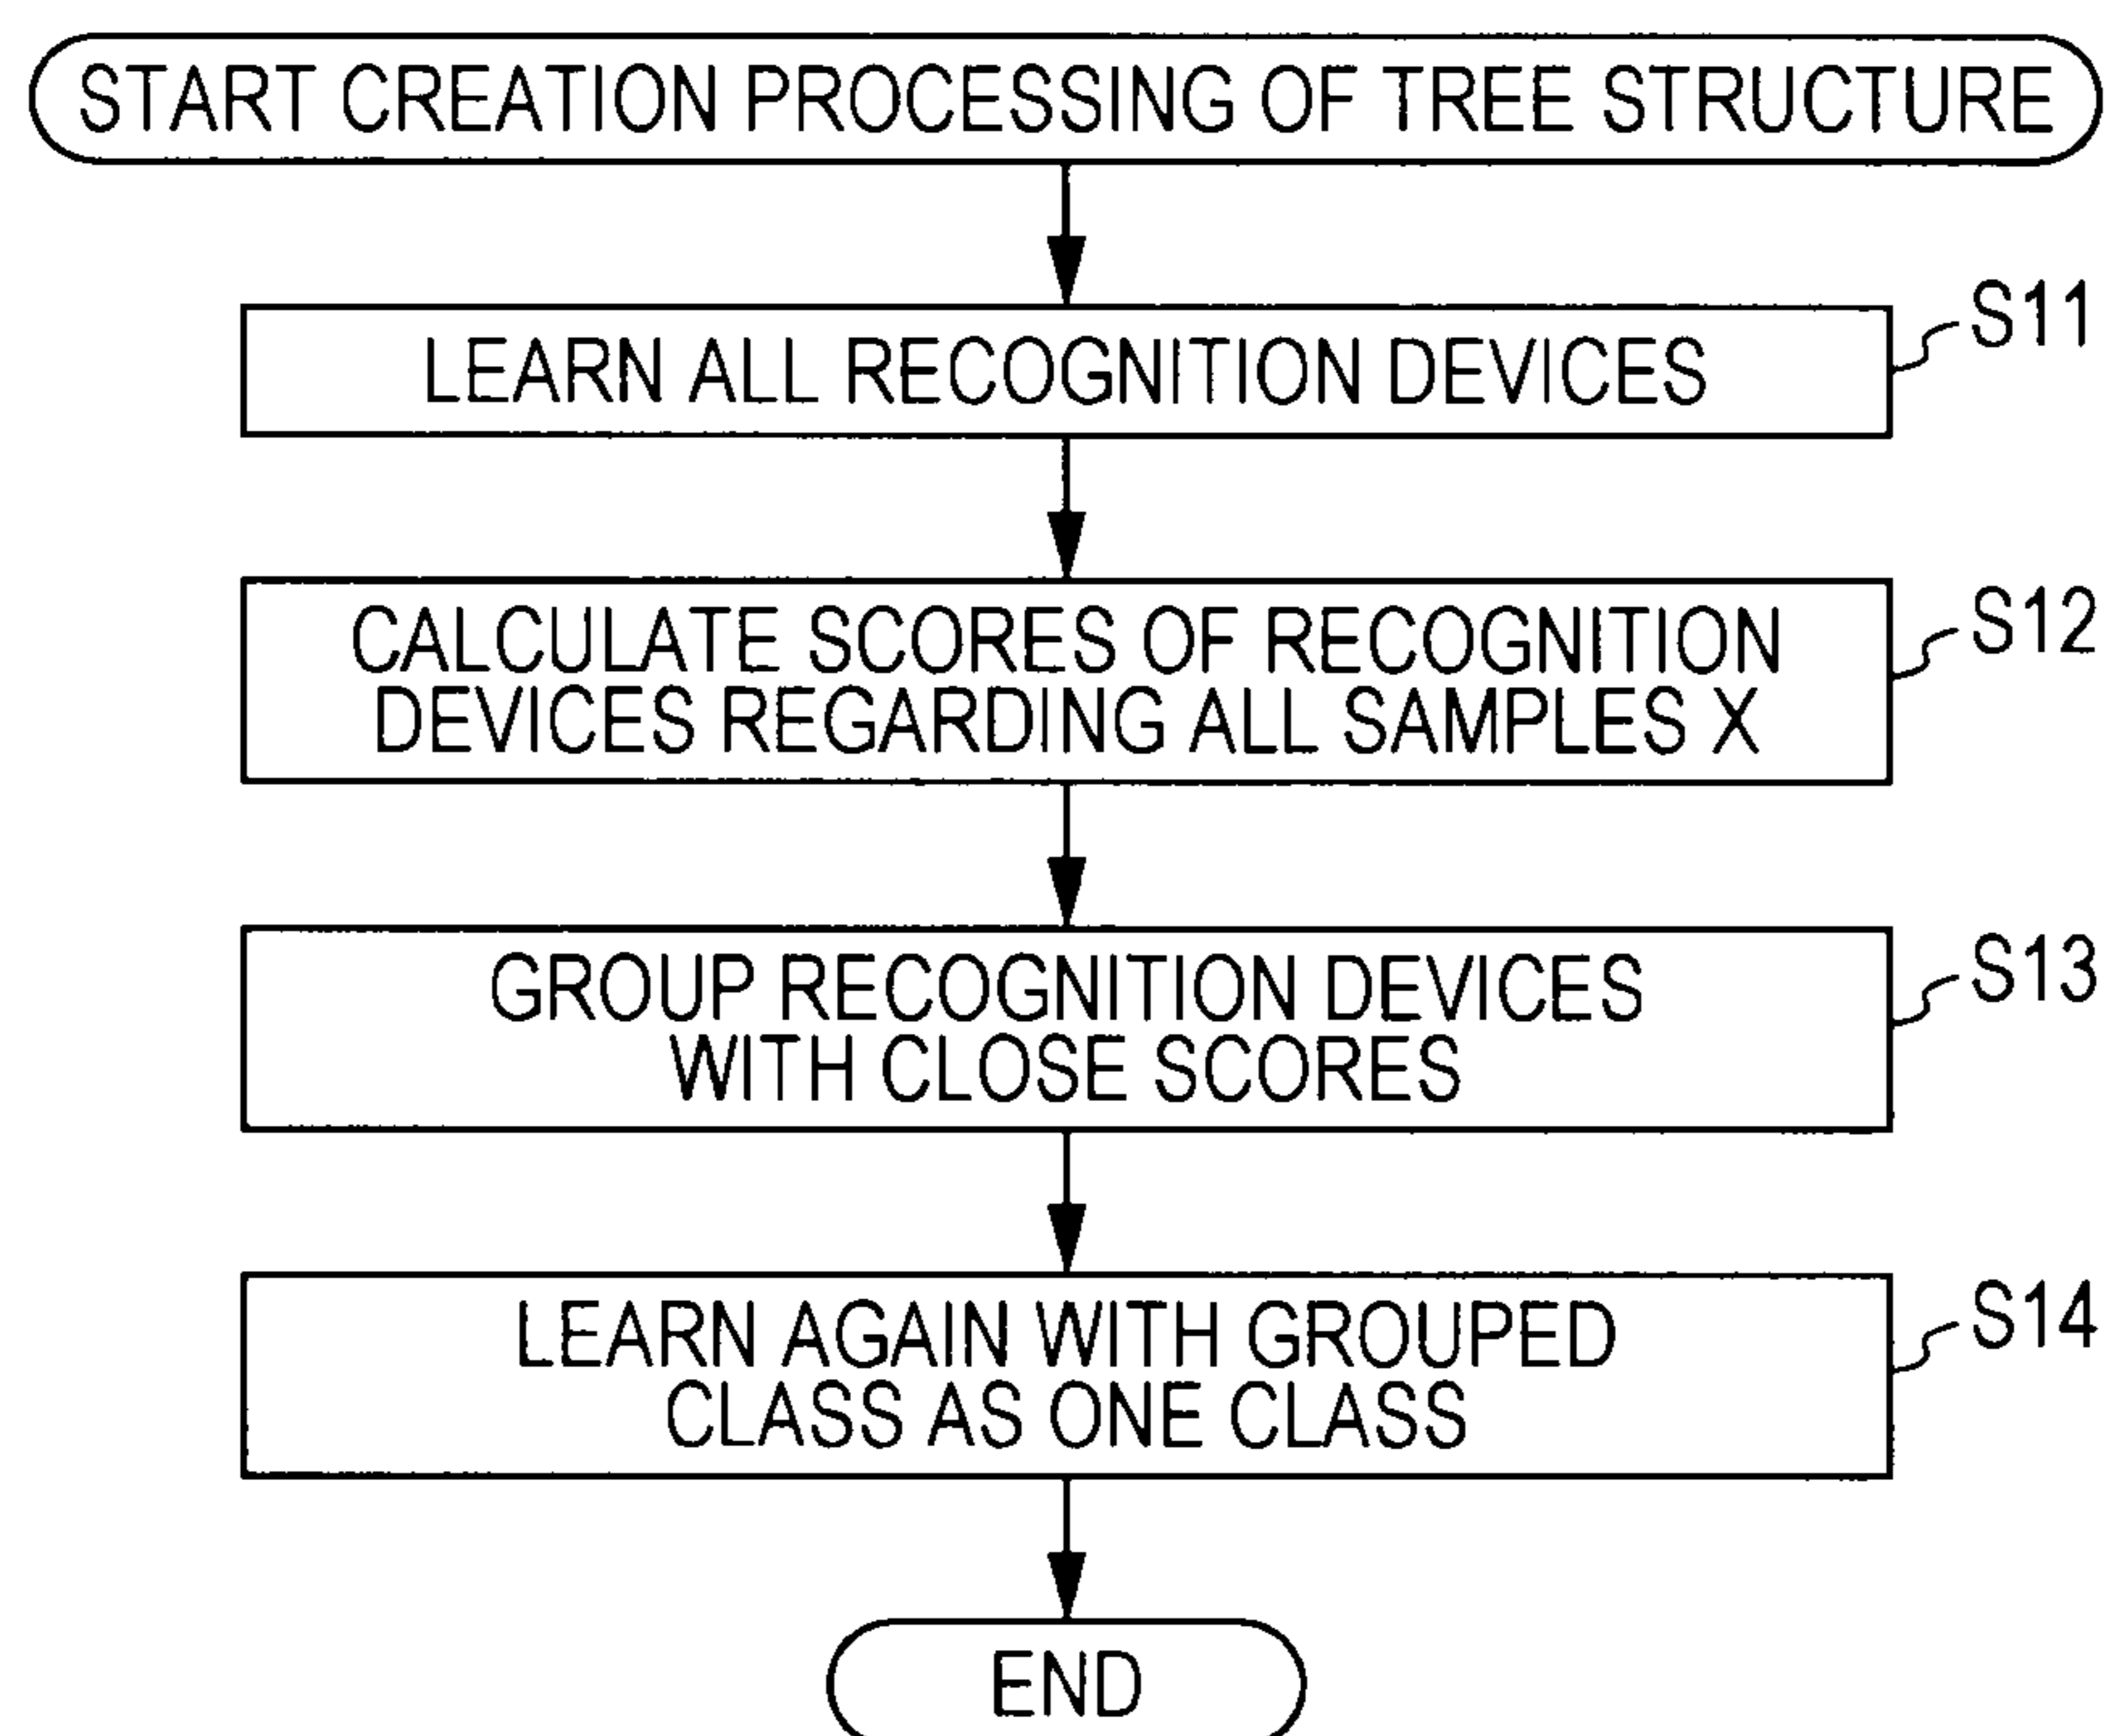 START CREATION PROCESSING OF TREE STRUCTURE
S11
LEARN ALL RECOGNITION DEVICES
S12
CALCULATE SCORES OF RECOGNITION
DEVICES REGARDING ALL SAMPLES X
S13
GROUP RECOGNITION DEVICES
WITH CLOSE SCORES
S14
LEARN AGAIN WITH GROUPED
CLASS AS ONE CLASS
END